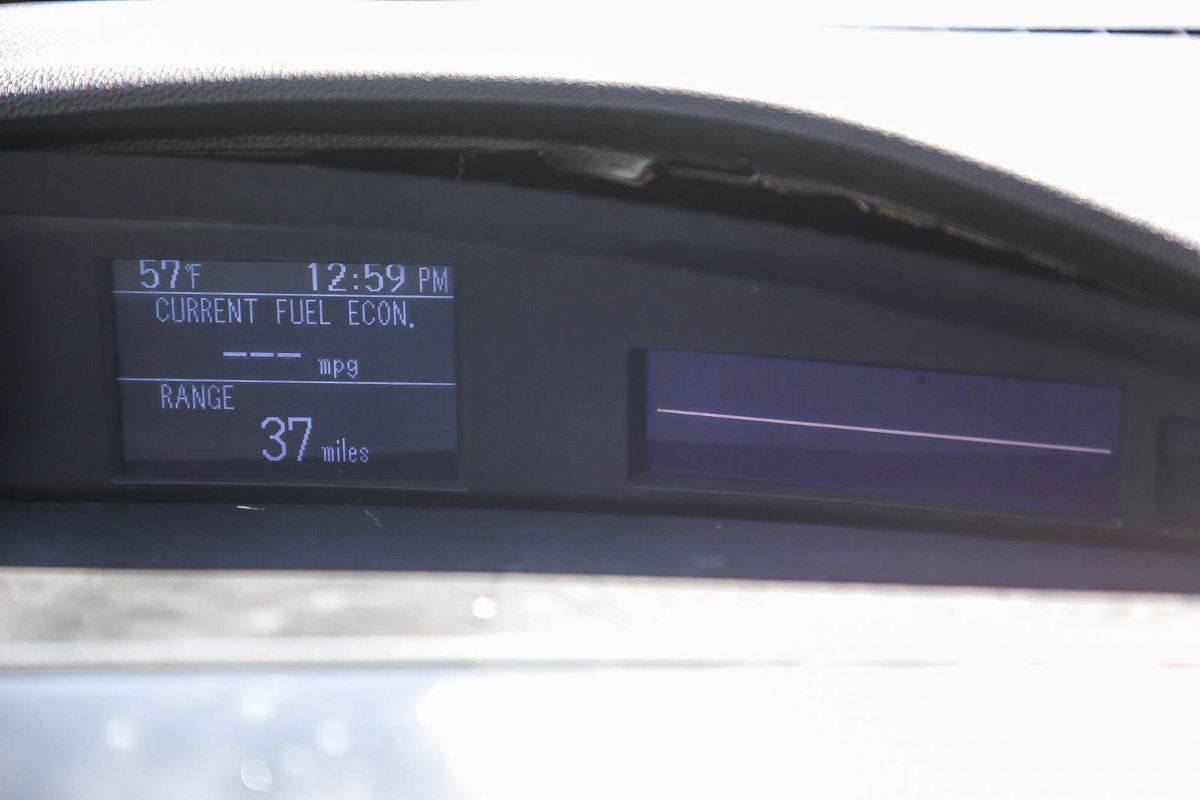 57°F 12:59 PM
CURRENT FUEL ECON.
--- mpg
RANGE
37 miles